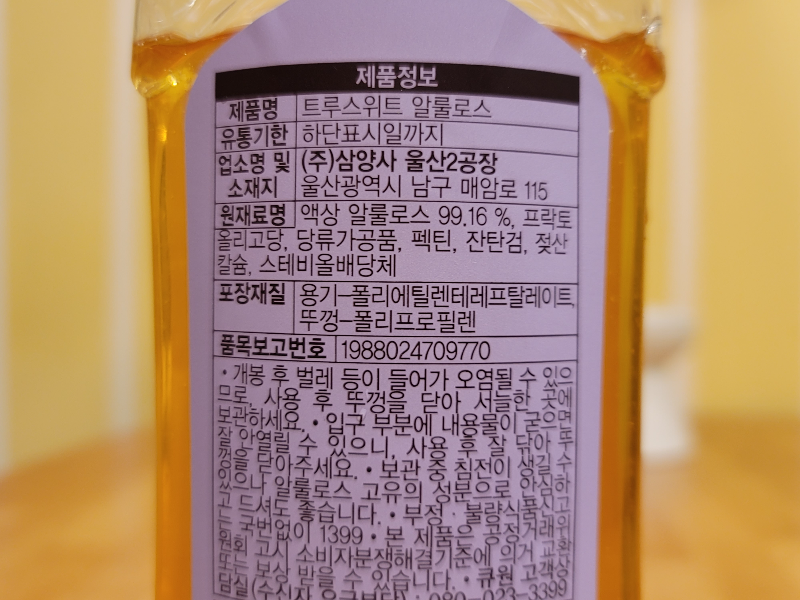 제품정보
제품명 트루스위트 알룰로스
유통기한 하단표시일까지
업소명 및 (주)삼양사 울산2공장
소재지 울산광역시 남구 매암로 115
원재료명 액상 알룰로스 99.16 %, 프락토
올리고당, 당류가공품, 펙틴, 잔탄검, 젖산
칼슘, 스테비올배당체
포장재질 용기-폴리에틸렌테레프탈레이트,
뚜껑-폴리프로필렌
품목보고번호 1988024709770
• 개봉 후 벌레 등이 들어가 오염될 수 있으
므로, 사용 후 뚜껑을 닫아 서늘한 곳에
보관하세요. • 입구 부분에 내용물이 굳으면
잘 안열릴 수 있으니, 사용 후 잘 닦아 뚜
껑을 닫아주세요. • 보관 중 침전이 생길 수
있으나 알룰로스 고유의 성분으로 안심하
고 드셔도 좋습니다. • 부정 · 불량식품신고
는 국번없이 1399 • 본 제품은 공정거래위
원회 고시 소비자분쟁해결기준에 의거 교환
또는 보상 받을 수 있습니다. • 큐원 고객상
담실(수신자 요금부담) : 080-023-3399